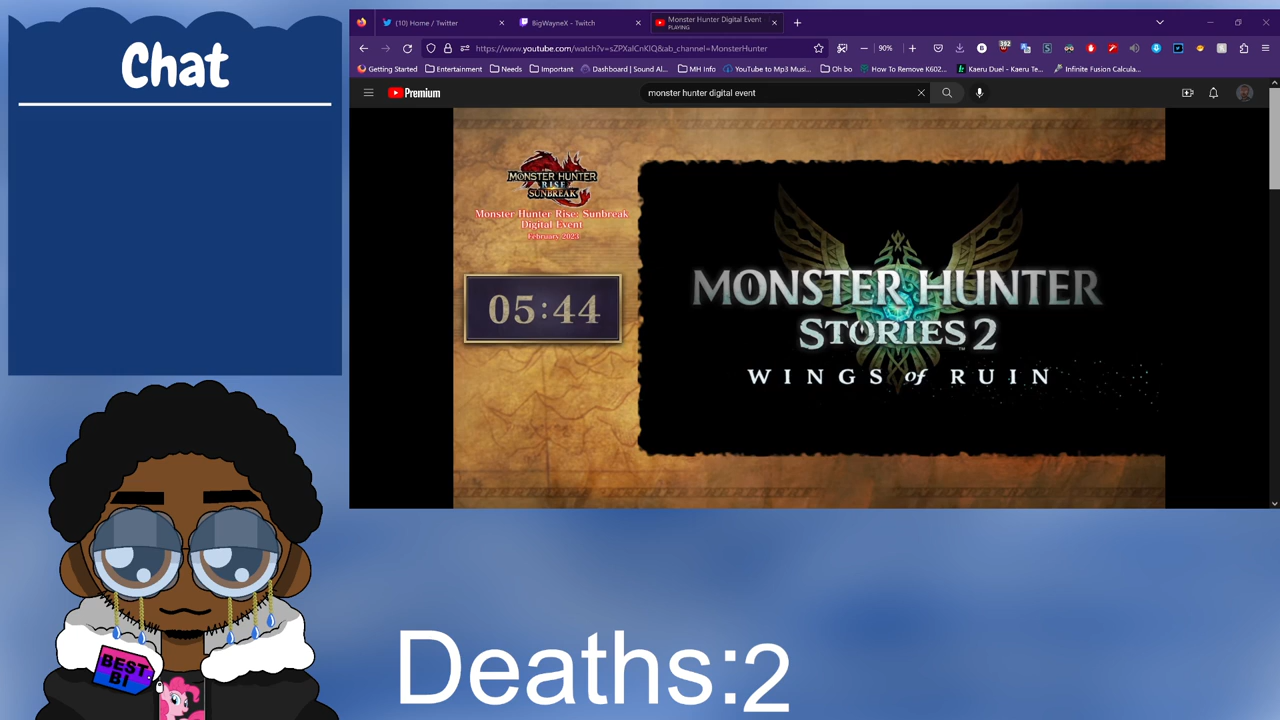 Chat
(10) Home / Twitter
BigWayneX - Twitch
Monster Hunter Digital Event
PLAYING
https://www.youtube.com/watch?v=sZPXaICnKlQ&ab_channel=MonsterHunter
90%
392
Getting Started
Entertainment
Needs
Important
Dashboard | Sound Al...
MH Info
YouTube to Mp3 Musi...
Oh bo
How To Remove K602...
Kaeru Duel - Kaeru Te...
Infinite Fusion Calcula...
Premium
monster hunter digital event
MONSTER HUNTER
RISE
SUNBREAK
Monster Hunter Rise: Sunbreak
Digital Event
February 2023
05:44
MONSTER HUNTER
STORIES 2
TM
WINGS of RUIN
BEST
BI
Deaths:2